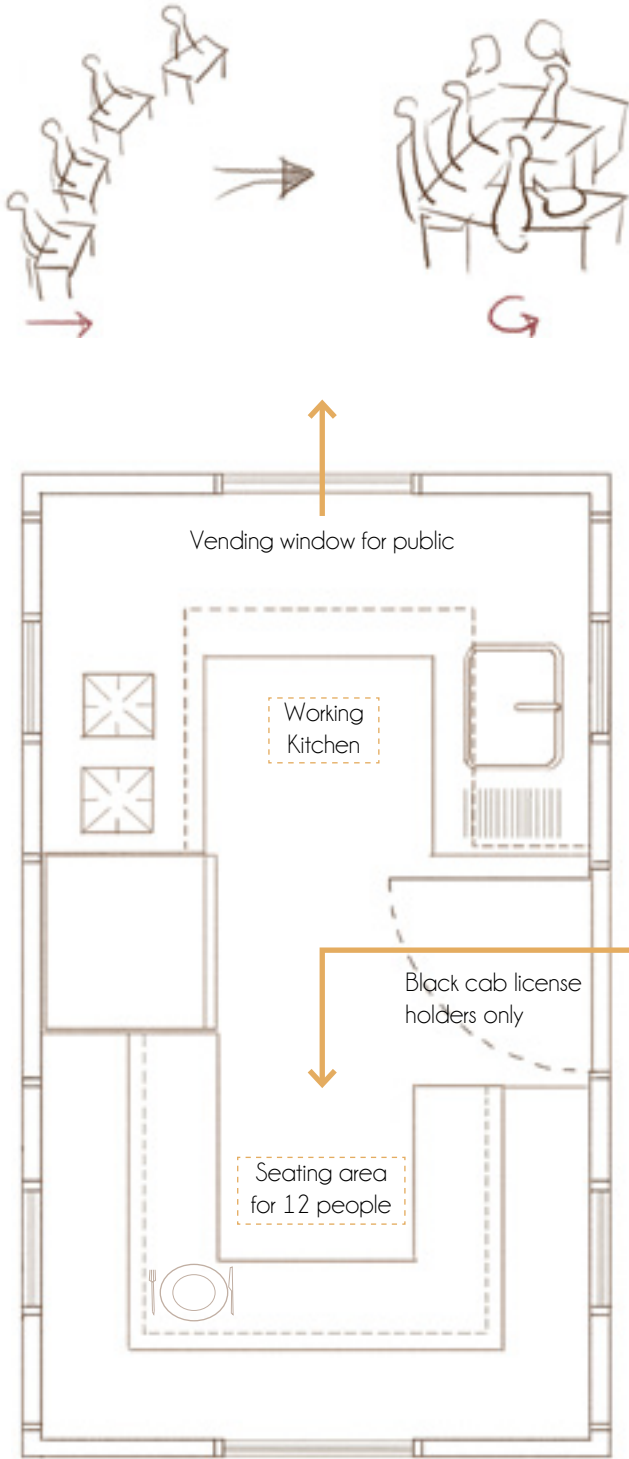 Vending window for public
Working
Kitchen
Black cab license
holders only
Seating area
for 12 people